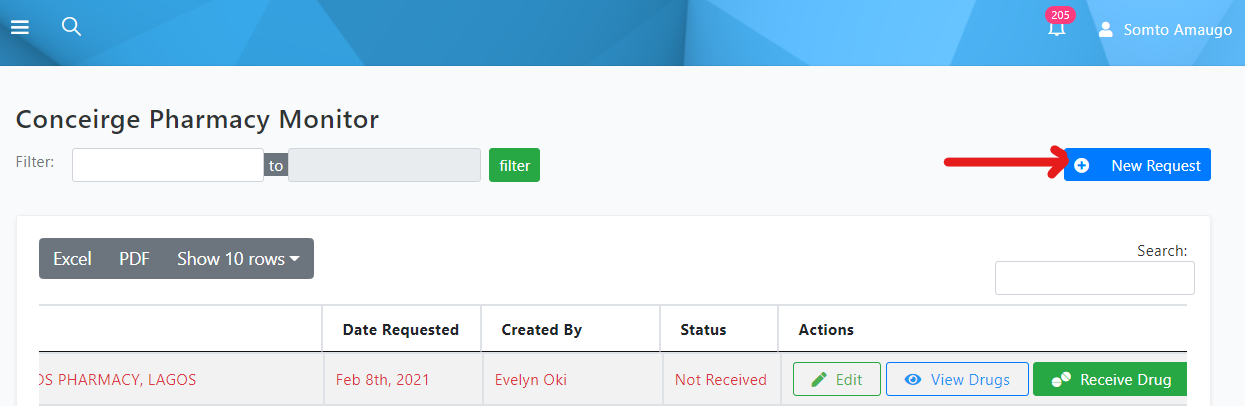 205
Somto Amaugo
Conceirge Pharmacy Monitor
Filter: to filter
New Request
Excel PDF Show 10 rows
Search:
Date Requested Created By Status Actions
OS PHARMACY, LAGOS Feb 8th, 2021 Evelyn Oki Not Received Edit View Drugs Receive Drug